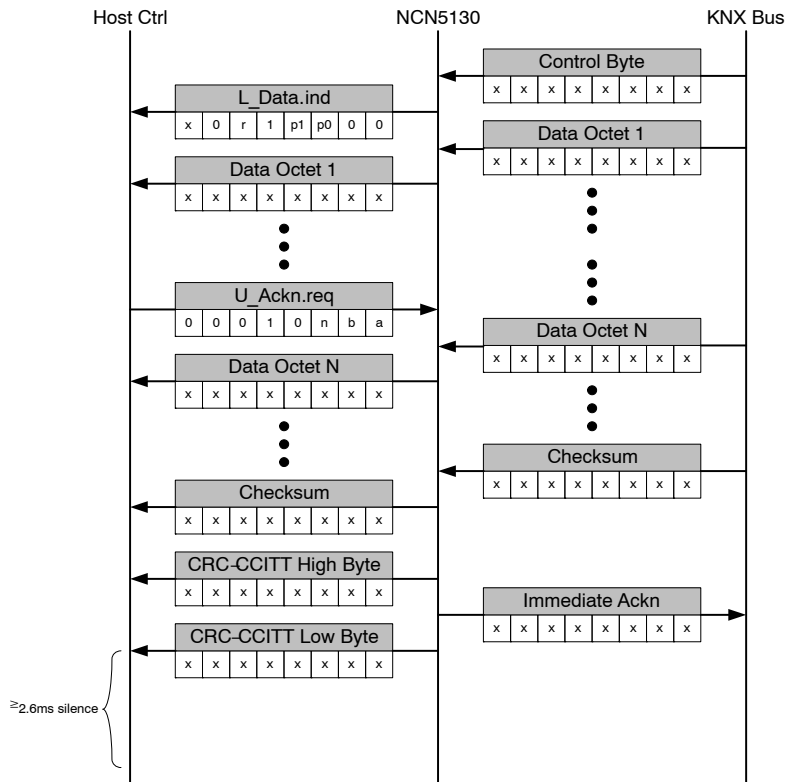 Host Ctrl NCN5130 KNX Bus
Control Byte
x x x x x x x x
L_Data.ind
x 0 r 1 p1 p0 0 0
Data Octet 1
x x x x x x x x
Data Octet 1
x x x x x x x x
U_Ackn.req
0 0 0 1 0 n b a
Data Octet N
x x x x x x x x
Data Octet N
x x x x x x x x
Checksum
x x x x x x x x
Checksum
x x x x x x x x
CRC-CCITT High Byte
x x x x x x x x
Immediate Ackn
x x x x x x x x
CRC-CCITT Low Byte
x x x x x x x x
≥2.6ms silence